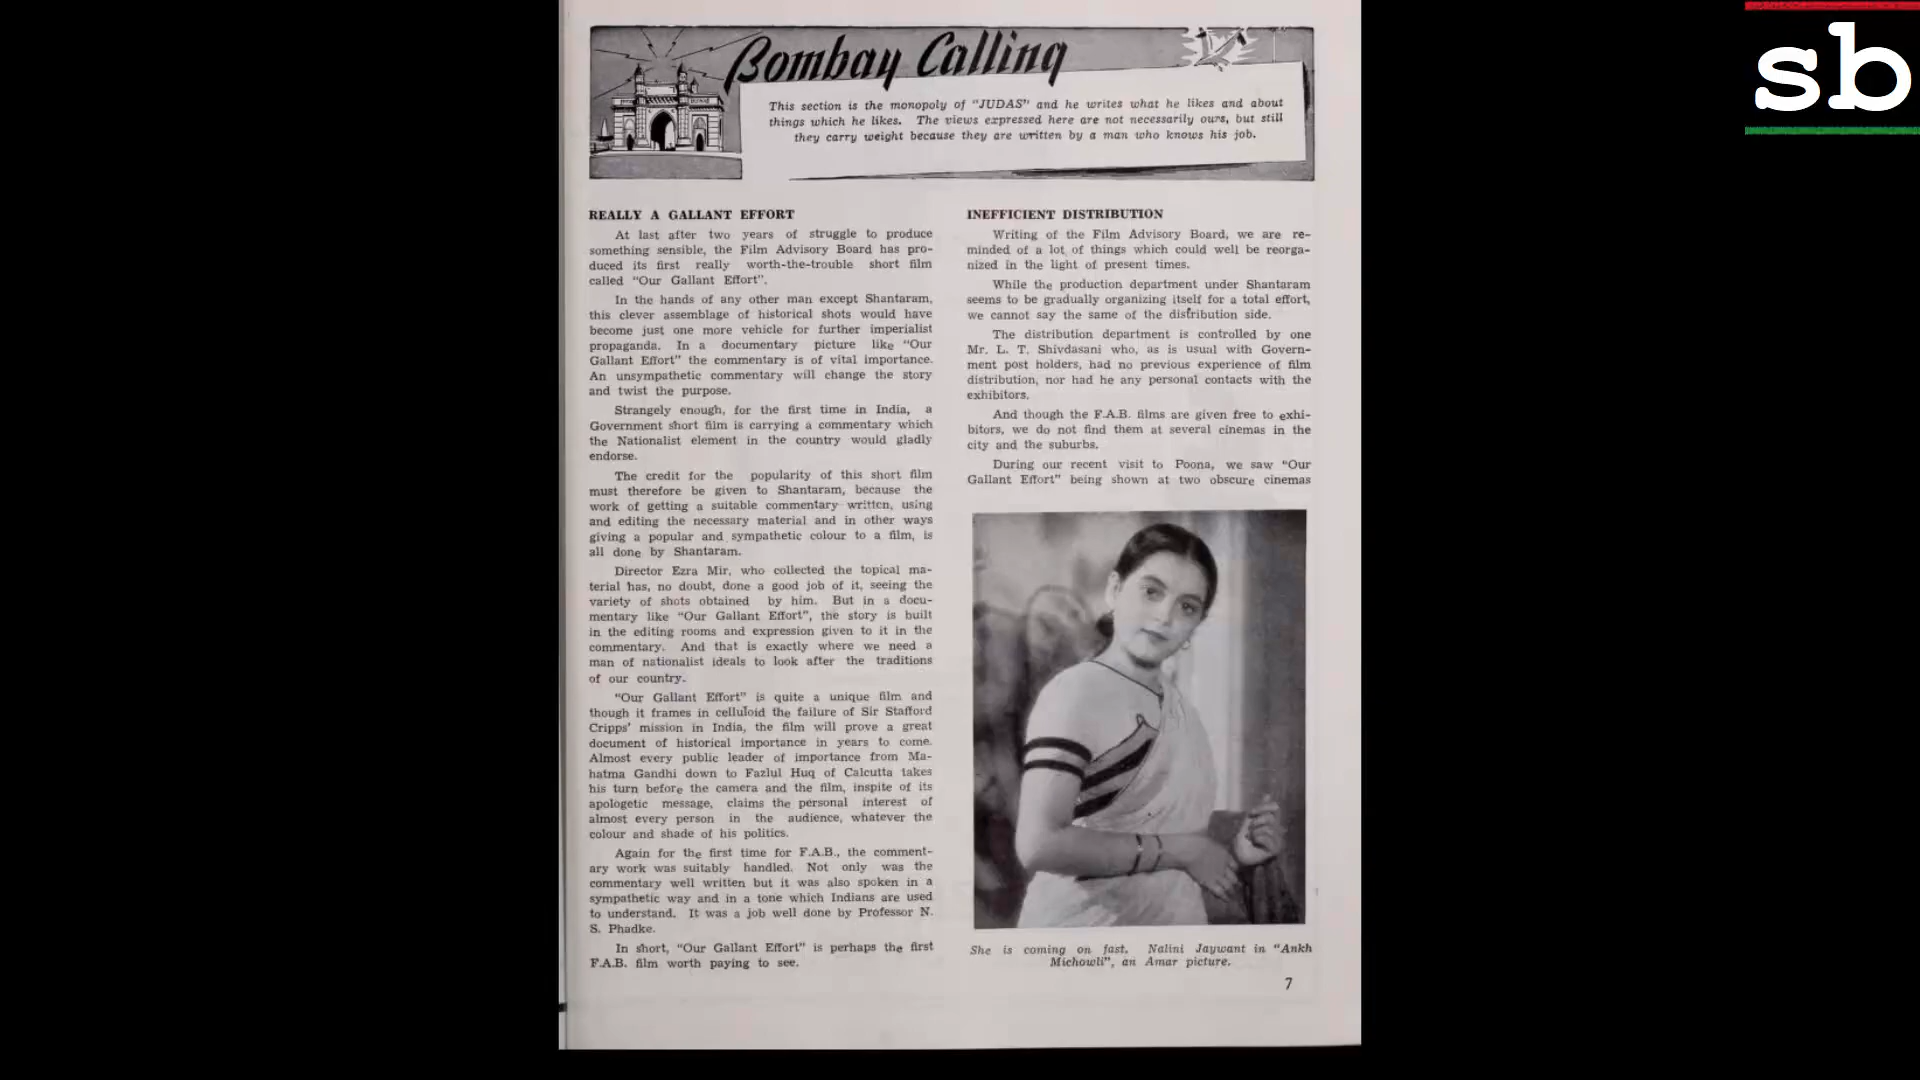 Bombay Calling
This section is the monopoly of "JUDAS" and he writes what he likes and about
things which he likes. The views expressed here are not necessarily ours, but still
they carry weight because they are written by a man who knows his job.
REALLY A GALLANT EFFORT
At last after two years of struggle to produce
something sensible, the Film Advisory Board has pro-
duced its first really worth-the-trouble short film
called "Our Gallant Effort".
In the hands of any other man except Shantaram,
this clever assemblage of historical shots would have
become just one more vehicle for further imperialist
propaganda. In a documentary picture like "Our
Gallant Effort" the commentary is of vital importance.
An unsympathetic commentary will change the story
and twist the purpose.
Strangely enough, for the first time in India, a
Government short film is carrying a commentary which
the Nationalist element in the country would gladly
endorse.
The credit for the popularity of this short film
must therefore be given to Shantaram, because the
work of getting a suitable commentary written, using
and editing the necessary material and in other ways
giving a popular and sympathetic colour to a film, is
all done by Shantaram.
Director Ezra Mir, who collected the topical ma-
terial has, no doubt, done a good job of it, seeing the
variety of shots obtained by him. But in a docu-
mentary like "Our Gallant Effort", the story is built
in the editing rooms and expression given to it in the
commentary. And that is exactly where we need a
man of nationalist ideals to look after the traditions
of our country.
"Our Gallant Effort" is quite a unique film and
though it frames in celluloid the failure of Sir Stafford
Cripps' mission in India, the film will prove a great
document of historical importance in years to come.
Almost every public leader of importance from Ma-
hatma Gandhi down to Fazlul Huq of Calcutta takes
his turn before the camera and the film, inspite of its
apologetic message, claims the personal interest of
almost every person in the audience, whatever the
colour and shade of his politics.
Again for the first time for F.A.B., the comment-
ary work was suitably handled. Not only was the
commentary well written but it was also spoken in a
sympathetic way and in a tone which Indians are used
to understand. It was a job well done by Professor N.
S. Phadke.
In short, "Our Gallant Effort" is perhaps the first
F.A.B. film worth paying to see.
INEFFICIENT DISTRIBUTION
Writing of the Film Advisory Board, we are re-
minded of a lot of things which could well be reorga-
nized in the light of present times.
While the production department under Shantaram
seems to be gradually organizing itself for a total effort,
we cannot say the same of the distribution side.
The distribution department is controlled by one
Mr. L. T. Shivdasani who, as is usual with Govern-
ment post holders, had no previous experience of film
distribution, nor had he any personal contacts with the
exhibitors.
And though the F.A.B. films are given free to exhi-
bitors, we do not find them at several cinemas in the
city and the suburbs.
During our recent visit to Poona, we saw "Our
Gallant Effort" being shown at two obscure cinemas
She is coming on fast. Nalini Jaywant in "Ankh
Michowli", an Amar picture.
7
sb